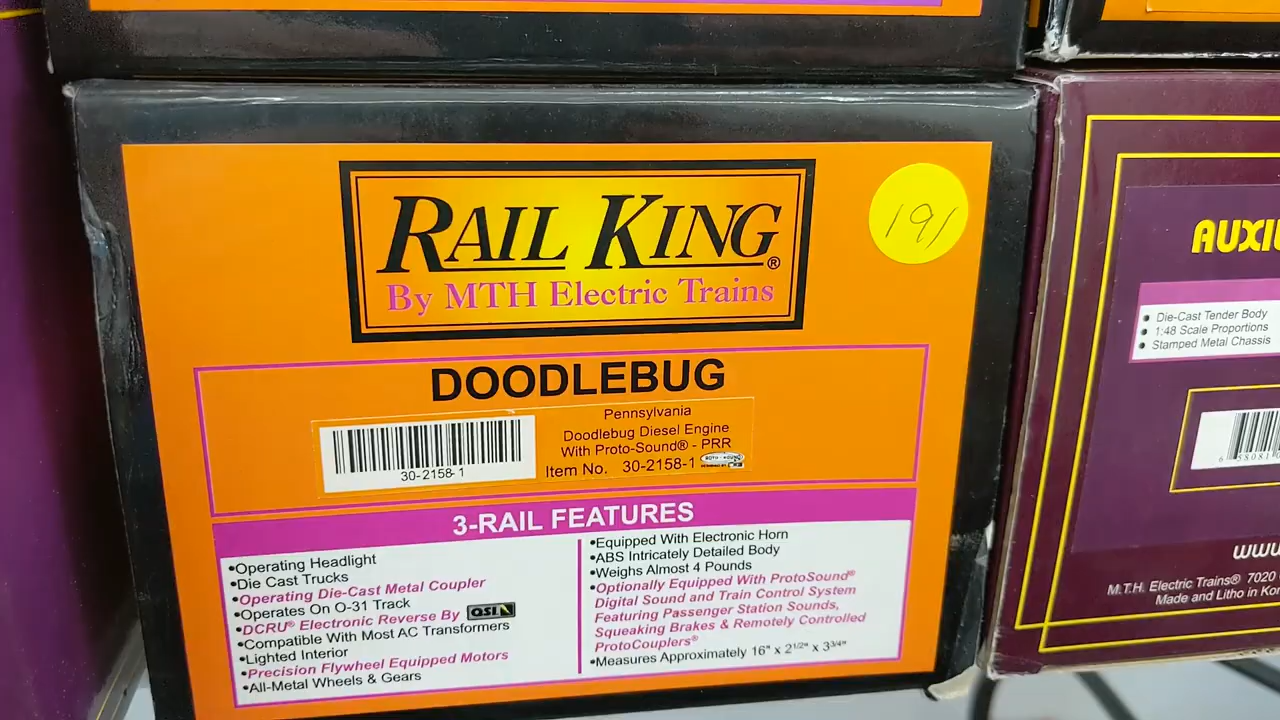 RAIL KING®
By MTH Electric Trains
191
DOODLEBUG
Pennsylvania
Doodlebug Diesel Engine
With Proto-Sound® - PRR
Item No. 30-2158-1
30-2158-1
3-RAIL FEATURES
•Operating Headlight
•Die Cast Trucks
•Operating Die-Cast Metal Coupler
•Operates On O-31 Track
•DCRU® Electronic Reverse By QSI
•Compatible With Most AC Transformers
•Lighted Interior
•Precision Flywheel Equipped Motors
•All-Metal Wheels & Gears
•Equipped With Electronic Horn
•ABS Intricately Detailed Body
•Weighs Almost 4 Pounds
•Optionally Equipped With ProtoSound®
Digital Sound and Train Control System
Featuring Passenger Station Sounds,
Squeaking Brakes & Remotely Controlled
ProtoCouplers®
•Measures Approximately 16" x 2 1/2" x 3 3/4"
• Die-Cast Tender Body
• 1:48 Scale Proportions
• Stamped Metal Chassis
www.
M.T.H. Electric Trains® 7020
Made and Litho in